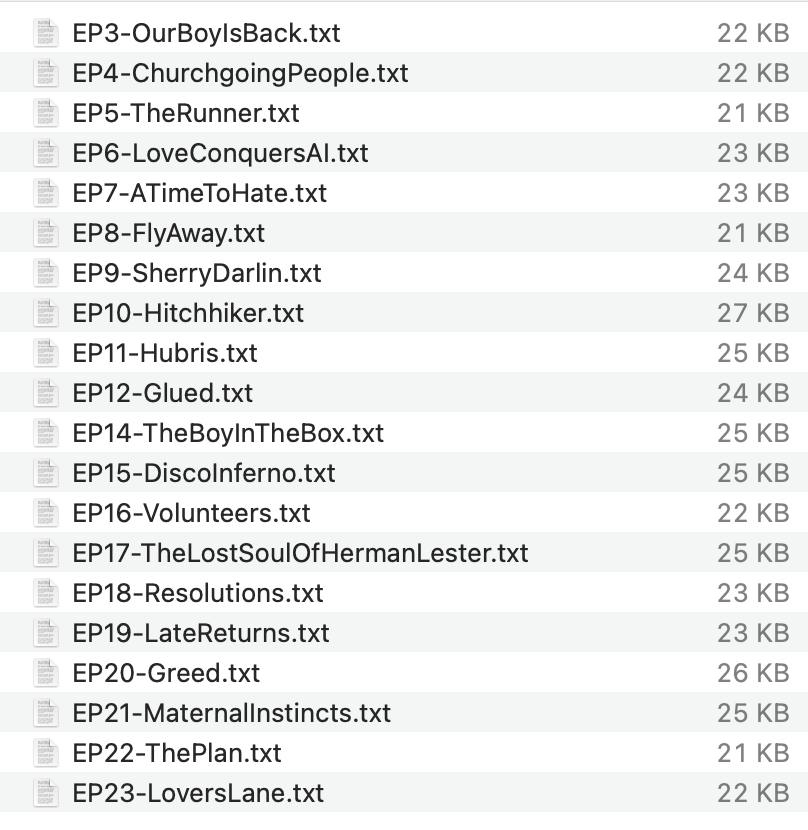 EP3-OurBoyIsBack.txt 22 KB
EP4-ChurchgoingPeople.txt 22 KB
EP5-TheRunner.txt 21 KB
EP6-LoveConquersAl.txt 23 KB
EP7-ATimeToHate.txt 23 KB
EP8-FlyAway.txt 21 KB
EP9-SherryDarlin.txt 24 KB
EP10-Hitchhiker.txt 27 KB
EP11-Hubris.txt 25 KB
EP12-Glued.txt 24 KB
EP14-TheBoyInTheBox.txt 25 KB
EP15-DiscoInferno.txt 25 KB
EP16-Volunteers.txt 22 KB
EP17-TheLostSoulOfHermanLester.txt 25 KB
EP18-Resolutions.txt 23 KB
EP19-LateReturns.txt 23 KB
EP20-Greed.txt 26 KB
EP21-MaternalInstincts.txt 25 KB
EP22-ThePlan.txt 21 KB
EP23-LoversLane.txt 22 KB